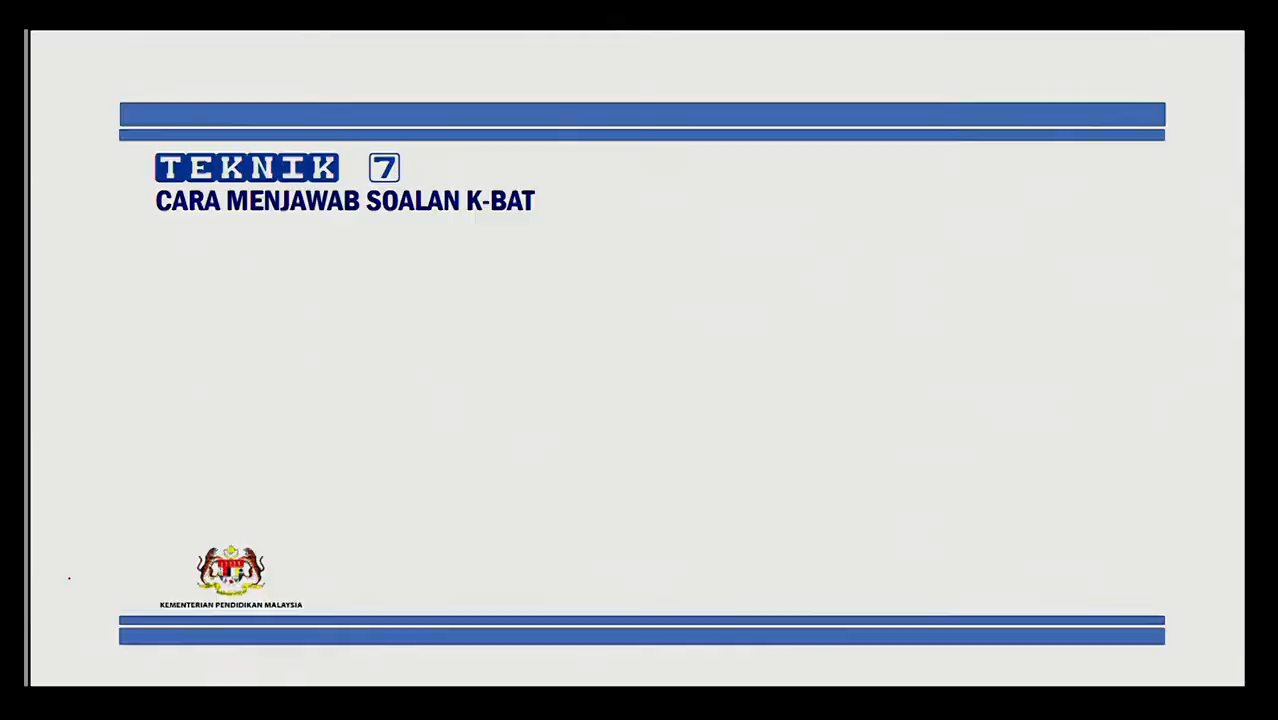 TEKNIK 7
CARA MENJAWAB SOALAN K-BAT
KEMENTERIAN PENDIDIKAN MALAYSIA